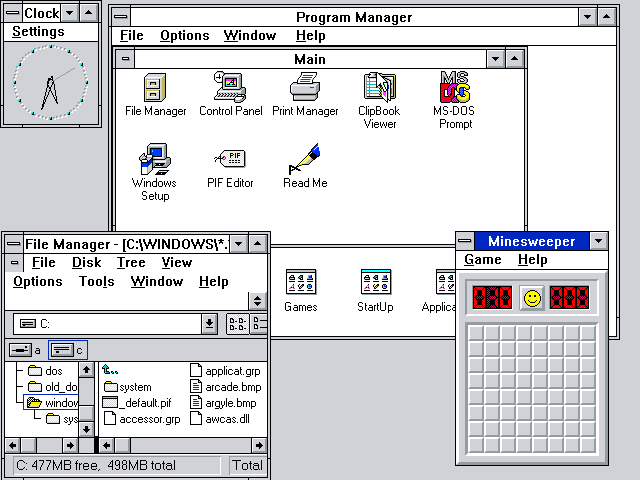 Clock
Settings
Program Manager
File Options Window Help
Main
File Manager
Control Panel
Print Manager
ClipBook Viewer
MS-DOS Prompt
Windows Setup
PIF Editor
Read Me
Games
StartUp
Applica
File Manager - [C:\WINDOWS\*.
File Disk Tree View
Options Tools Window Help
C:
a
c
dos
old_do
window
sys
system
_default.pif
accessor.grp
applicat.grp
arcade.bmp
argyle.bmp
awcas.dll
C: 477MB free, 498MB total
Total
Minesweeper
Game Help